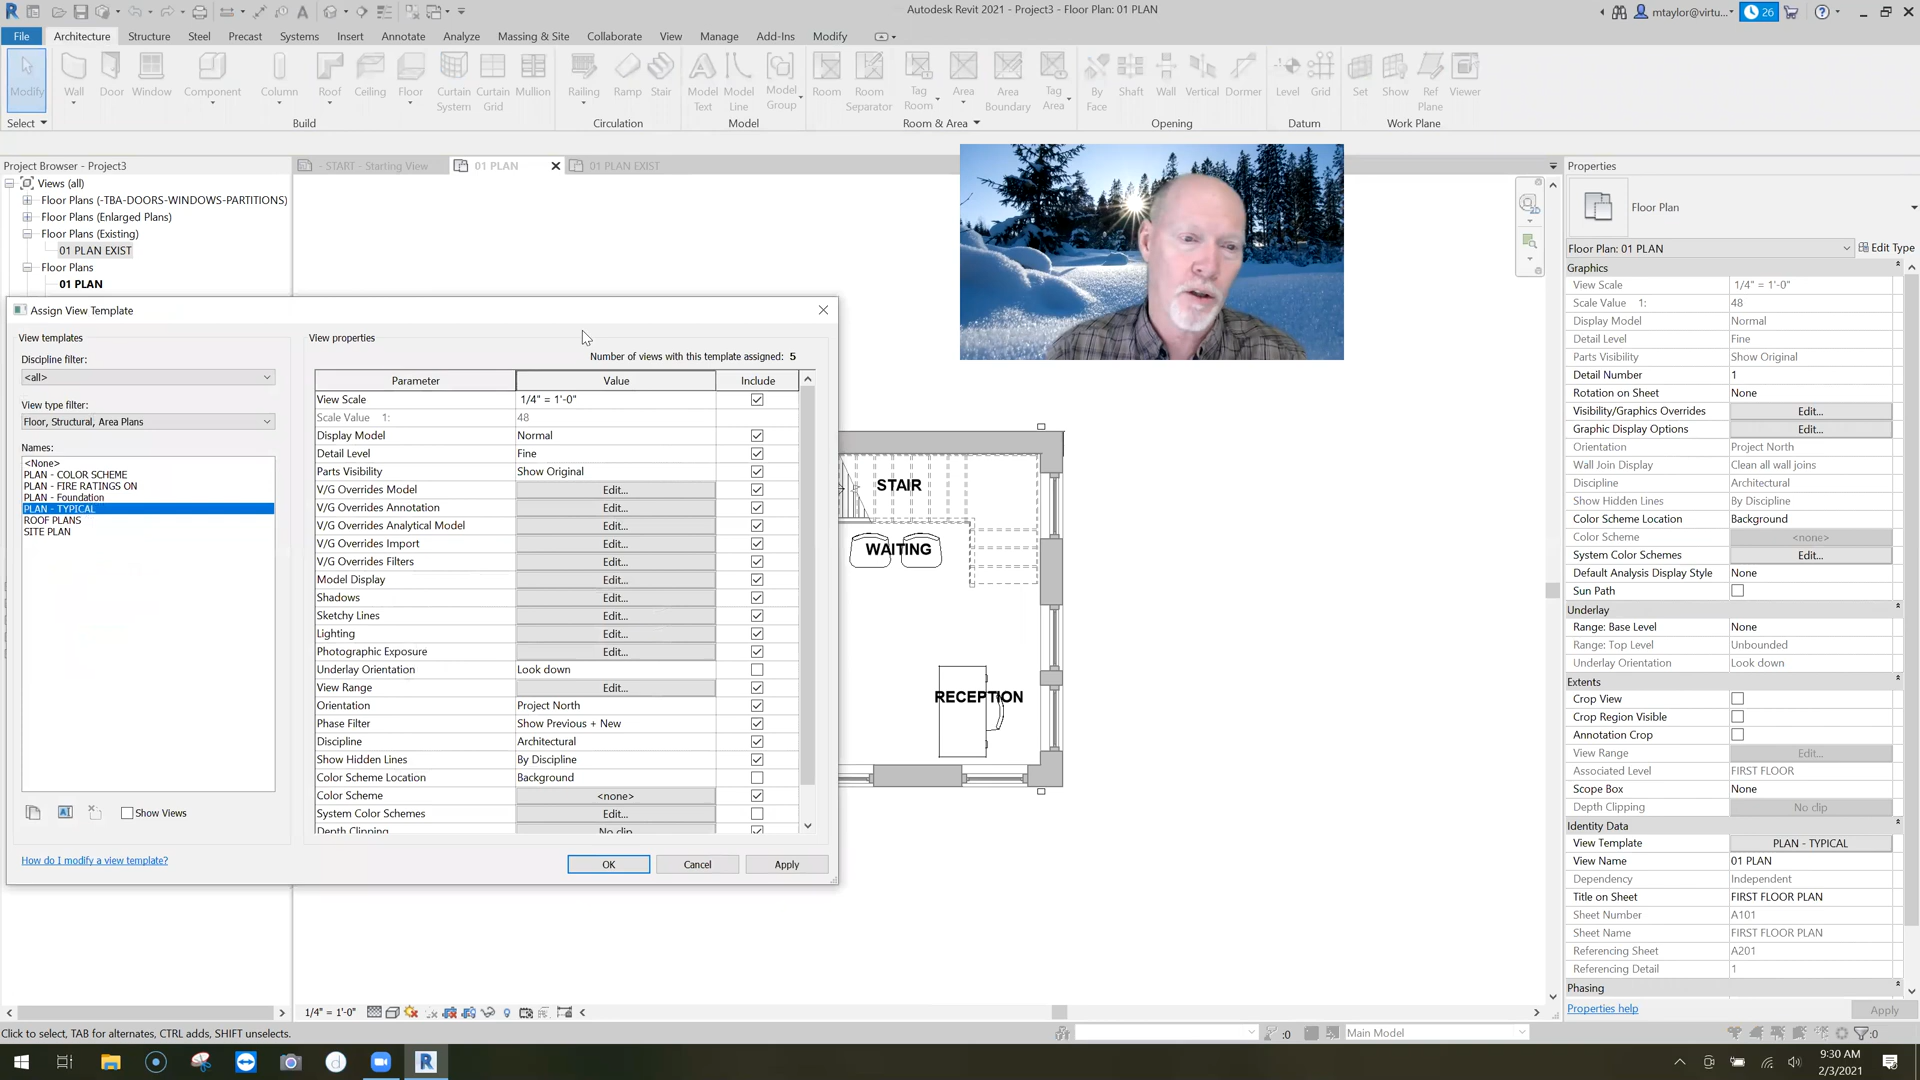 Autodesk Revit 2021 - Project3 - Floor Plan: 01 PLAN
mtaylor@virtu...
26
File Architecture Structure Steel Precast Systems Insert Annotate Analyze Massing & Site Collaborate View Manage Add-Ins Modify
Modify Wall Door Window Component Column Roof Ceiling Floor Curtain System Curtain Grid Mullion Railing Ramp Stair Model Text Model Line Model Group Room Room Separator Tag Room Area Area Boundary Tag Area By Face Shaft Wall Vertical Dormer Level Grid Set Show Ref Plane Viewer
Select Build Circulation Model Room & Area Opening Datum Work Plane
Project Browser - Project3
- START - Starting View
01 PLAN
01 PLAN EXIST
Views (all)
Floor Plans (-TBA-DOORS-WINDOWS-PARTITIONS)
Floor Plans (Enlarged Plans)
Floor Plans (Existing)
01 PLAN EXIST
Floor Plans
01 PLAN
Assign View Template
View templates
Discipline filter:
<all>
View type filter:
Floor, Structural, Area Plans
Names:
<None>
PLAN - COLOR SCHEME
PLAN - FIRE RATINGS ON
PLAN - Foundation
PLAN - TYPICAL
ROOF PLANS
SITE PLAN
Show Views
How do I modify a view template?
View properties
Number of views with this template assigned: 5
Parameter Value Include
View Scale 1/4" = 1'-0"
Scale Value 1: 48
Display Model Normal
Detail Level Fine
Parts Visibility Show Original
V/G Overrides Model Edit...
V/G Overrides Annotation Edit...
V/G Overrides Analytical Model Edit...
V/G Overrides Import Edit...
V/G Overrides Filters Edit...
Model Display Edit...
Shadows Edit...
Sketchy Lines Edit...
Lighting Edit...
Photographic Exposure Edit...
Underlay Orientation Look down
View Range Edit...
Orientation Project North
Phase Filter Show Previous + New
Discipline Architectural
Show Hidden Lines By Discipline
Color Scheme Location Background
Color Scheme <none>
System Color Schemes Edit...
Depth Clipping No clip
OK Cancel Apply
STAIR
WAITING
RECEPTION
2D
Properties
Floor Plan
Floor Plan: 01 PLAN Edit Type
Graphics
View Scale 1/4" = 1'-0"
Scale Value 1: 48
Display Model Normal
Detail Level Fine
Parts Visibility Show Original
Detail Number 1
Rotation on Sheet None
Visibility/Graphics Overrides Edit...
Graphic Display Options Edit...
Orientation Project North
Wall Join Display Clean all wall joins
Discipline Architectural
Show Hidden Lines By Discipline
Color Scheme Location Background
Color Scheme <none>
System Color Schemes Edit...
Default Analysis Display Style None
Sun Path
Underlay
Range: Base Level None
Range: Top Level Unbounded
Underlay Orientation Look down
Extents
Crop View
Crop Region Visible
Annotation Crop
View Range Edit...
Associated Level FIRST FLOOR
Scope Box None
Depth Clipping No clip
Identity Data
View Template PLAN - TYPICAL
View Name 01 PLAN
Dependency Independent
Title on Sheet FIRST FLOOR PLAN
Sheet Number A101
Sheet Name FIRST FLOOR PLAN
Referencing Sheet A201
Referencing Detail 1
Phasing
Properties help Apply
1/4" = 1'-0"
Click to select, TAB for alternates, CTRL adds, SHIFT unselects.
:0
Main Model
:0
9:30 AM
2/3/2021